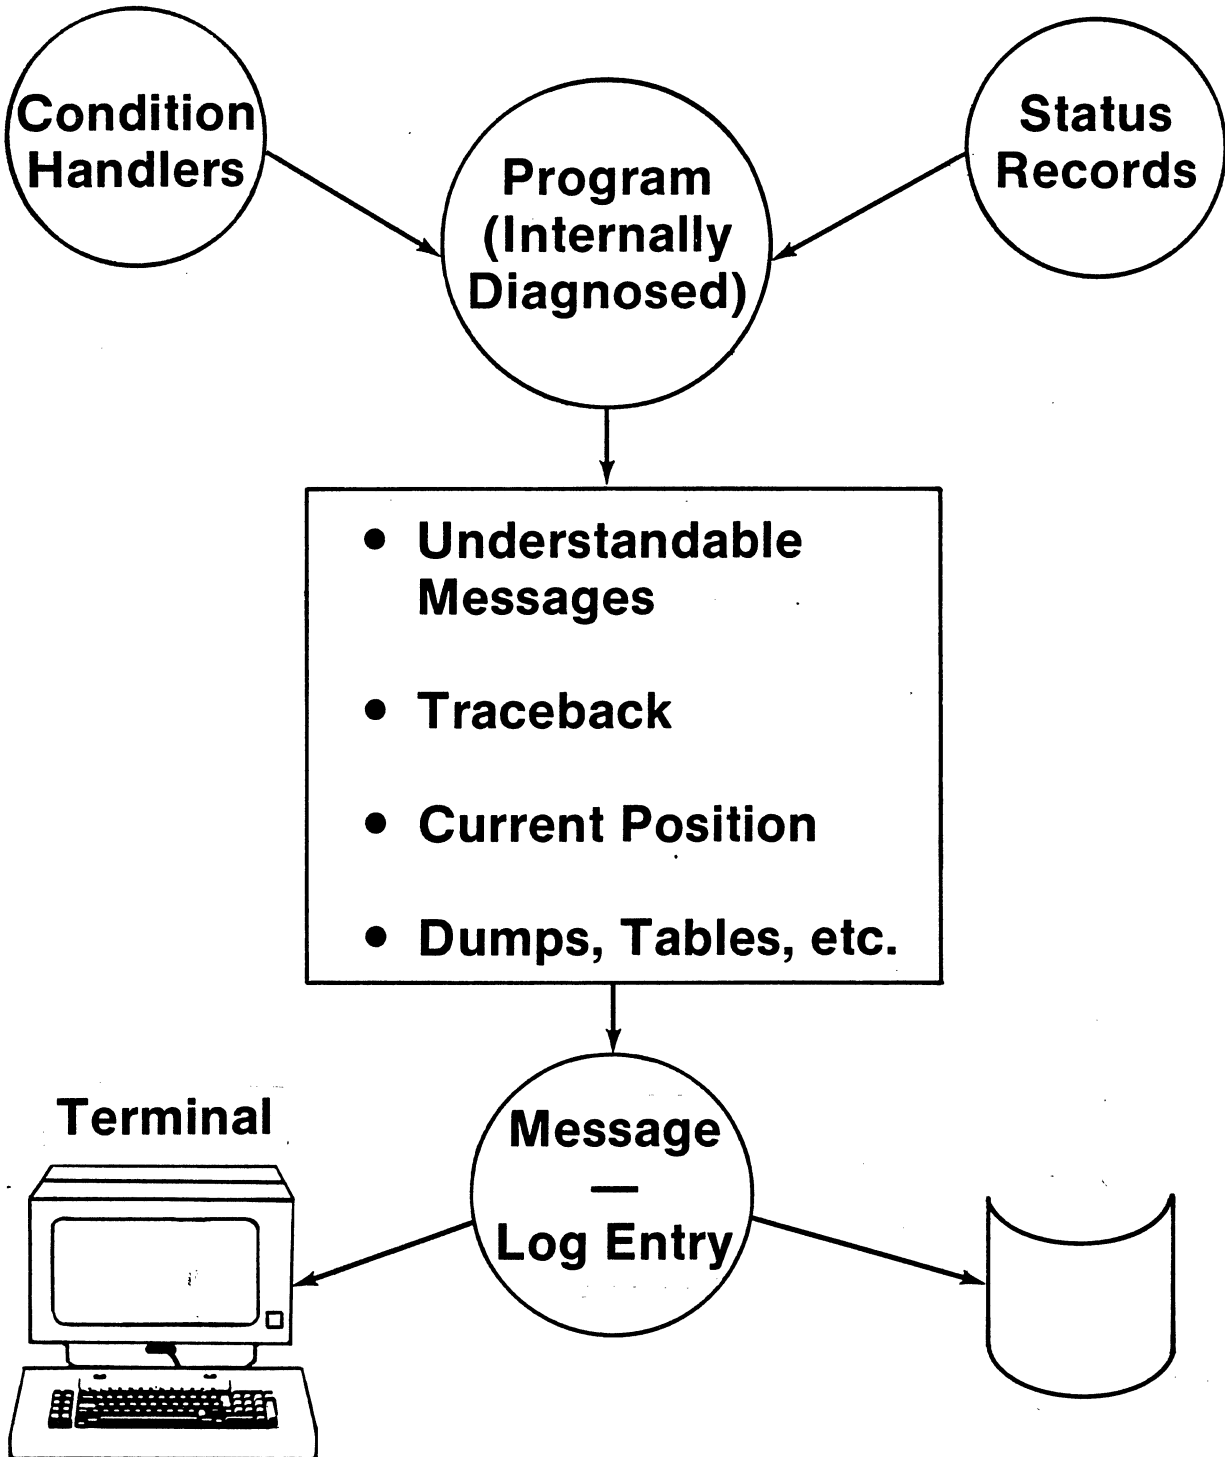 Condition
Handlers
Program
(Internally
Diagnosed)
Status
Records
• Understandable
Messages
• Traceback
• Current Position
• Dumps, Tables, etc.
Terminal
Message
—
Log Entry